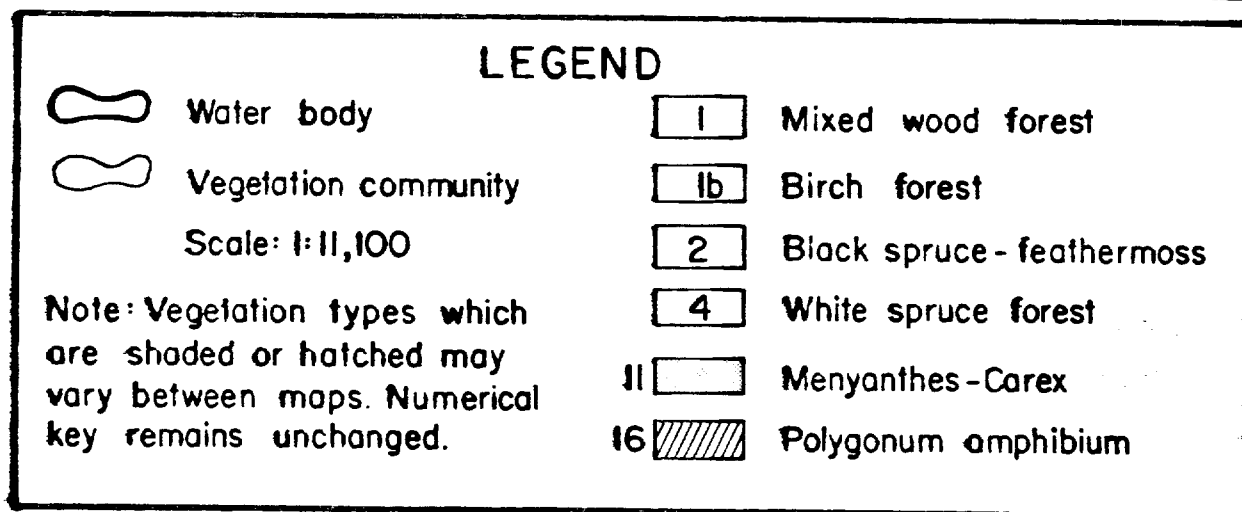 LEGEND
Water body
Vegetation community
Scale: 1:11,100
Note: Vegetation types which
are shaded or hatched may
vary between maps. Numerical
key remains unchanged.
1 Mixed wood forest
1b Birch forest
2 Black spruce - feathermoss
4 White spruce forest
11 Menyanthes-Carex
16 Polygonum amphibium